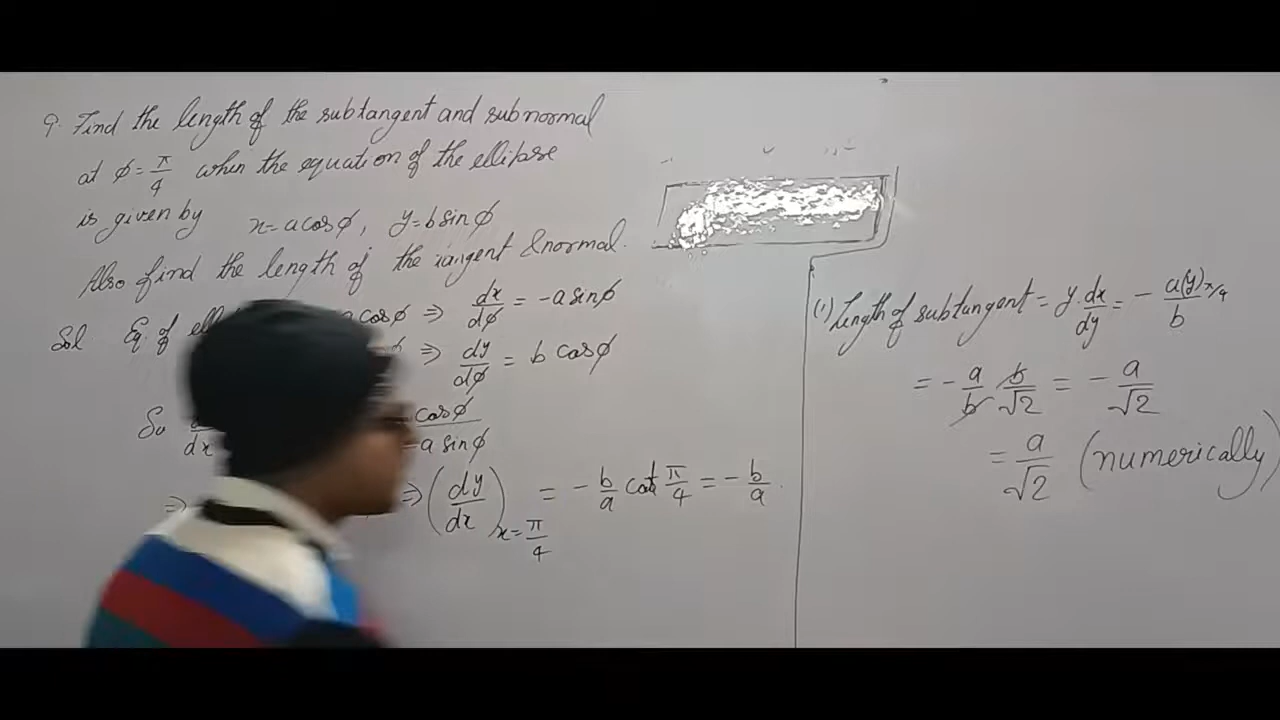 Q. Find the length of the subtangent and subnormal
at φ = π/4 when the equation of the ellipse
is given by x = a cos φ, y = b sin φ
Also find the length of the tangent & normal.
Sol Eq. of a cos φ ⇒ dx/dφ = -a sin φ
φ ⇒ dy/dφ = b cos φ
So dx cos φ / -a sin φ
⇒ ⇒ (dy/dx) x = π/4 = - b/a cot π/4 = - b/a
(1) Length of subtangent = y. dx/dy = - a(y)π/4 / b
= - a/b b/√2 = - a/√2
= a/√2 (numerically)